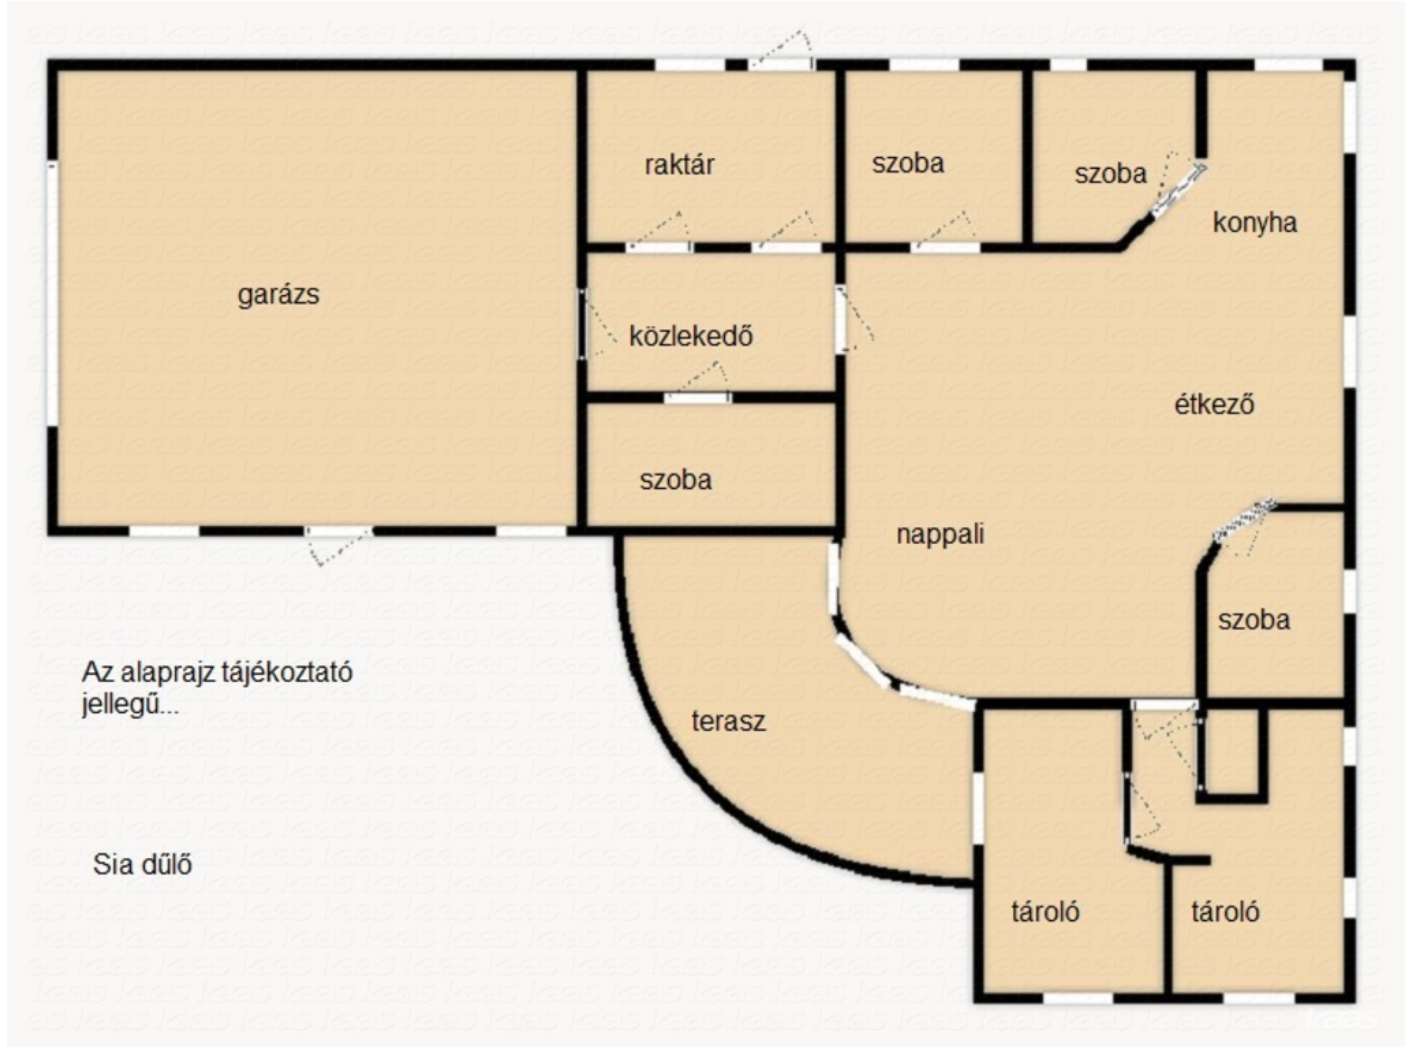 raktár
szoba
szoba
konyha
garázs
közlekedő
étkező
szoba
nappali
szoba
Az alaprajz tájékoztató
jellegű...
terasz
Sia dűlő
tároló
tároló
kaas